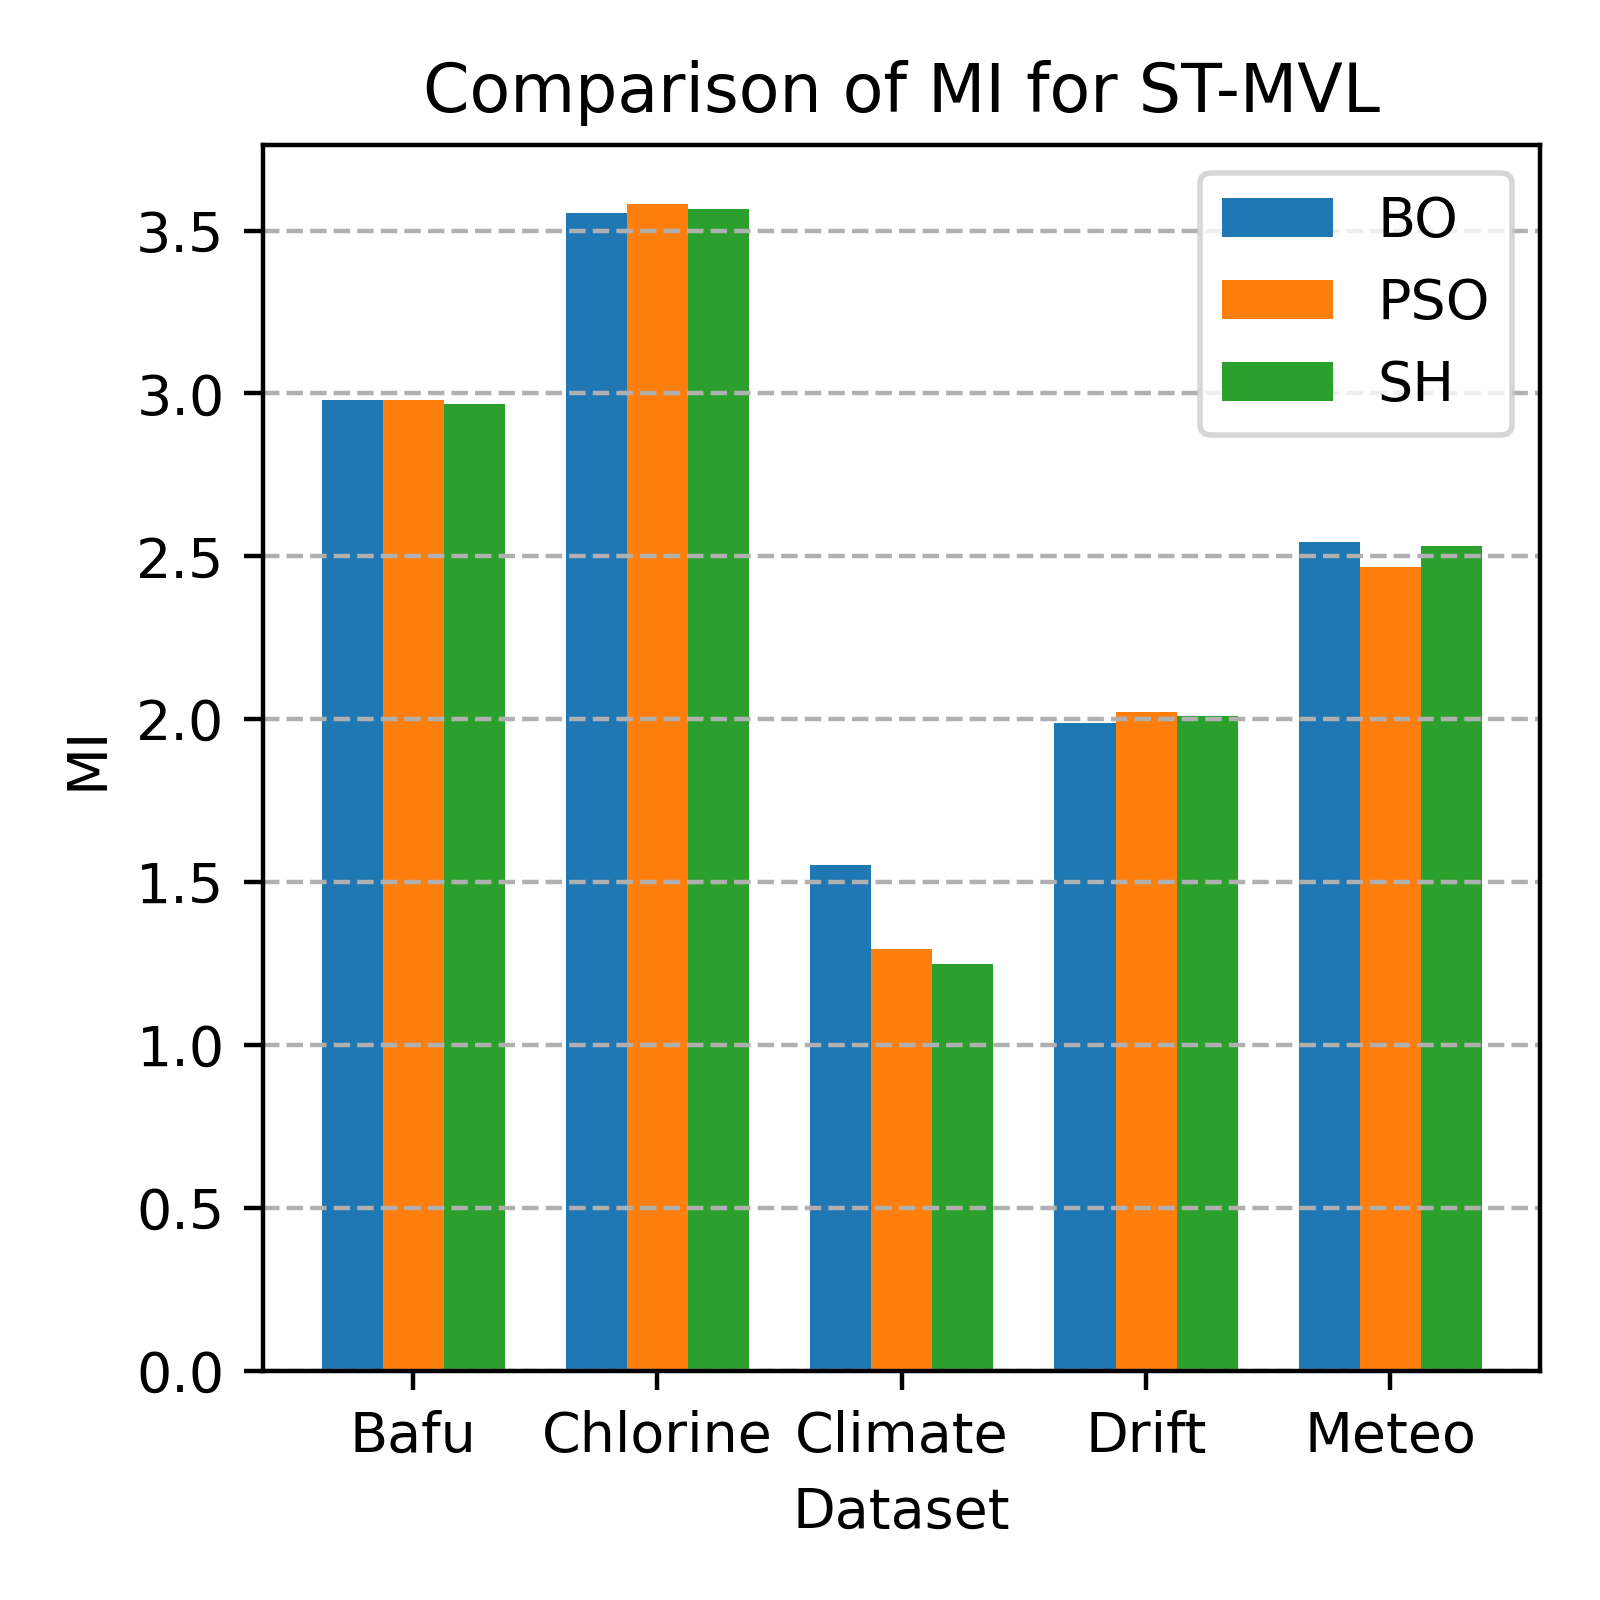 Comparison of MI for ST-MVL
BO
PSO
SH
3.5
3.0
2.5
2.0
1.5
1.0
0.5
0.0
MI
Bafu Chlorine Climate Drift Meteo
Dataset